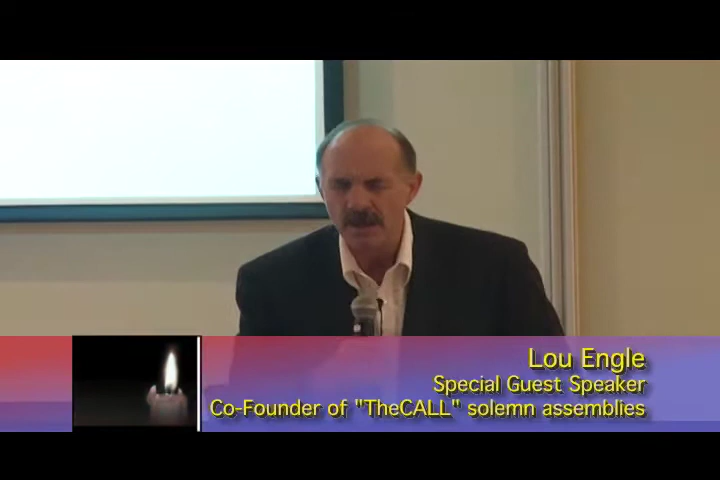 Lou Engle
Special Guest Speaker
Co-Founder of "TheCALL" solemn assemblies